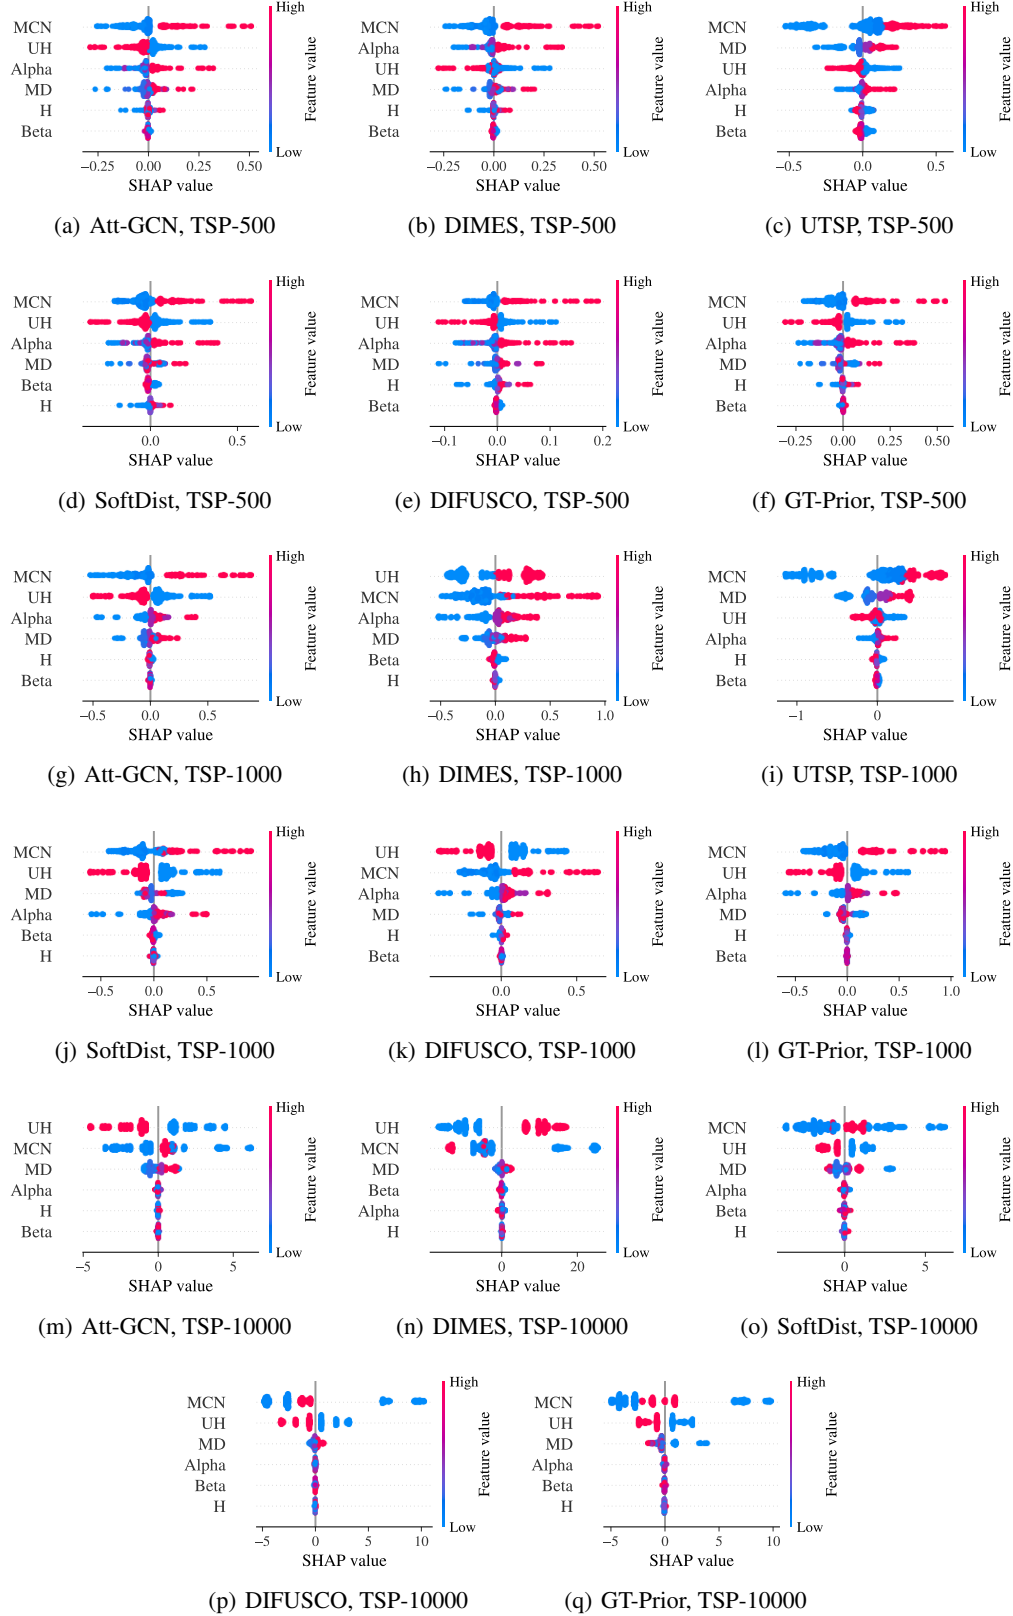 High
MCN
UH
Alpha
MD
H
Beta
Low
Feature value
−0.25 0.00 0.25 0.50
SHAP value
(a) Att-GCN, TSP-500
High
MCN
Alpha
UH
MD
H
Beta
Low
Feature value
−0.25 0.00 0.25 0.50
SHAP value
(b) DIMES, TSP-500
High
MCN
MD
UH
Alpha
H
Beta
Low
Feature value
−0.5 0.0 0.5
SHAP value
(c) UTSP, TSP-500
High
MCN
UH
Alpha
MD
Beta
H
Low
Feature value
0.0 0.5
SHAP value
(d) SoftDist, TSP-500
High
MCN
UH
Alpha
MD
H
Beta
Low
Feature value
−0.1 0.0 0.1 0.2
SHAP value
(e) DIFUSCO, TSP-500
High
MCN
UH
Alpha
MD
H
Beta
Low
Feature value
−0.25 0.00 0.25 0.50
SHAP value
(f) GT-Prior, TSP-500
High
MCN
UH
Alpha
MD
H
Beta
Low
Feature value
−0.5 0.0 0.5
SHAP value
(g) Att-GCN, TSP-1000
High
UH
MCN
Alpha
MD
Beta
H
Low
Feature value
−0.5 0.0 0.5 1.0
SHAP value
(h) DIMES, TSP-1000
High
MCN
MD
UH
Alpha
H
Beta
Low
Feature value
−1 0
SHAP value
(i) UTSP, TSP-1000
High
MCN
UH
MD
Alpha
Beta
H
Low
Feature value
−0.5 0.0 0.5
SHAP value
(j) SoftDist, TSP-1000
High
UH
MCN
Alpha
MD
H
Beta
Low
Feature value
0.0 0.5
SHAP value
(k) DIFUSCO, TSP-1000
High
MCN
UH
Alpha
MD
H
Beta
Low
Feature value
−0.5 0.0 0.5 1.0
SHAP value
(l) GT-Prior, TSP-1000
High
UH
MCN
MD
Alpha
H
Beta
Low
Feature value
−5 0 5
SHAP value
(m) Att-GCN, TSP-10000
High
UH
MCN
MD
Beta
Alpha
H
Low
Feature value
0 20
SHAP value
(n) DIMES, TSP-10000
High
MCN
UH
MD
Alpha
Beta
H
Low
Feature value
0 5
SHAP value
(o) SoftDist, TSP-10000
High
MCN
UH
MD
Alpha
Beta
H
Low
Feature value
−5 0 5 10
SHAP value
(p) DIFUSCO, TSP-10000
High
MCN
UH
MD
Alpha
Beta
H
Low
Feature value
−5 0 5 10
SHAP value
(q) GT-Prior, TSP-10000